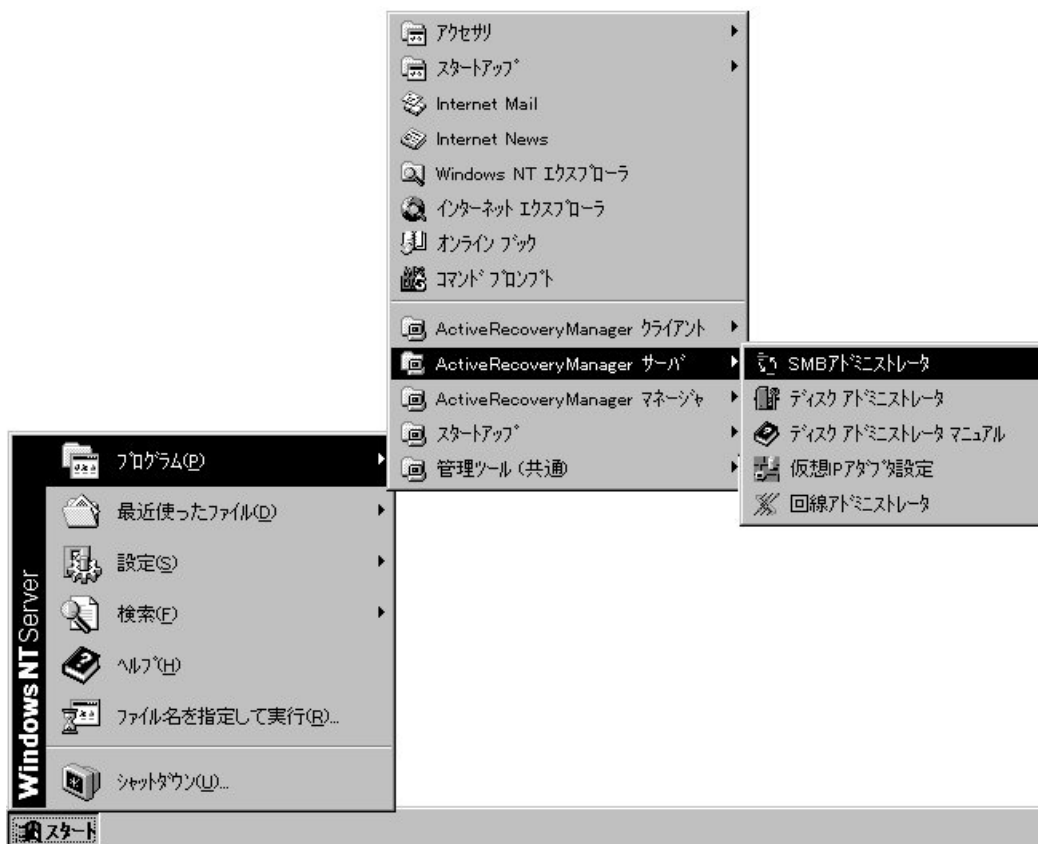 アクセサリ
スタートアップ
Internet Mail
Internet News
Windows NT エクスプローラ
インターネット エクスプローラ
オンライン ブック
コマンド プロンプト
ActiveRecoveryManager クライアント
ActiveRecoveryManager サーバ
ActiveRecoveryManager マネージャ
スタートアップ
管理ツール (共通)
SMBアドミニストレータ
ディスク アドミニストレータ
ディスク アドミニストレータ マニュアル
仮想IPアダプタ設定
回線アドミニストレータ
プログラム(P)
最近使ったファイル(D)
設定(S)
検索(F)
ヘルプ(H)
ファイル名を指定して実行(R)...
シャットダウン(U)...
Windows NT Server
スタート